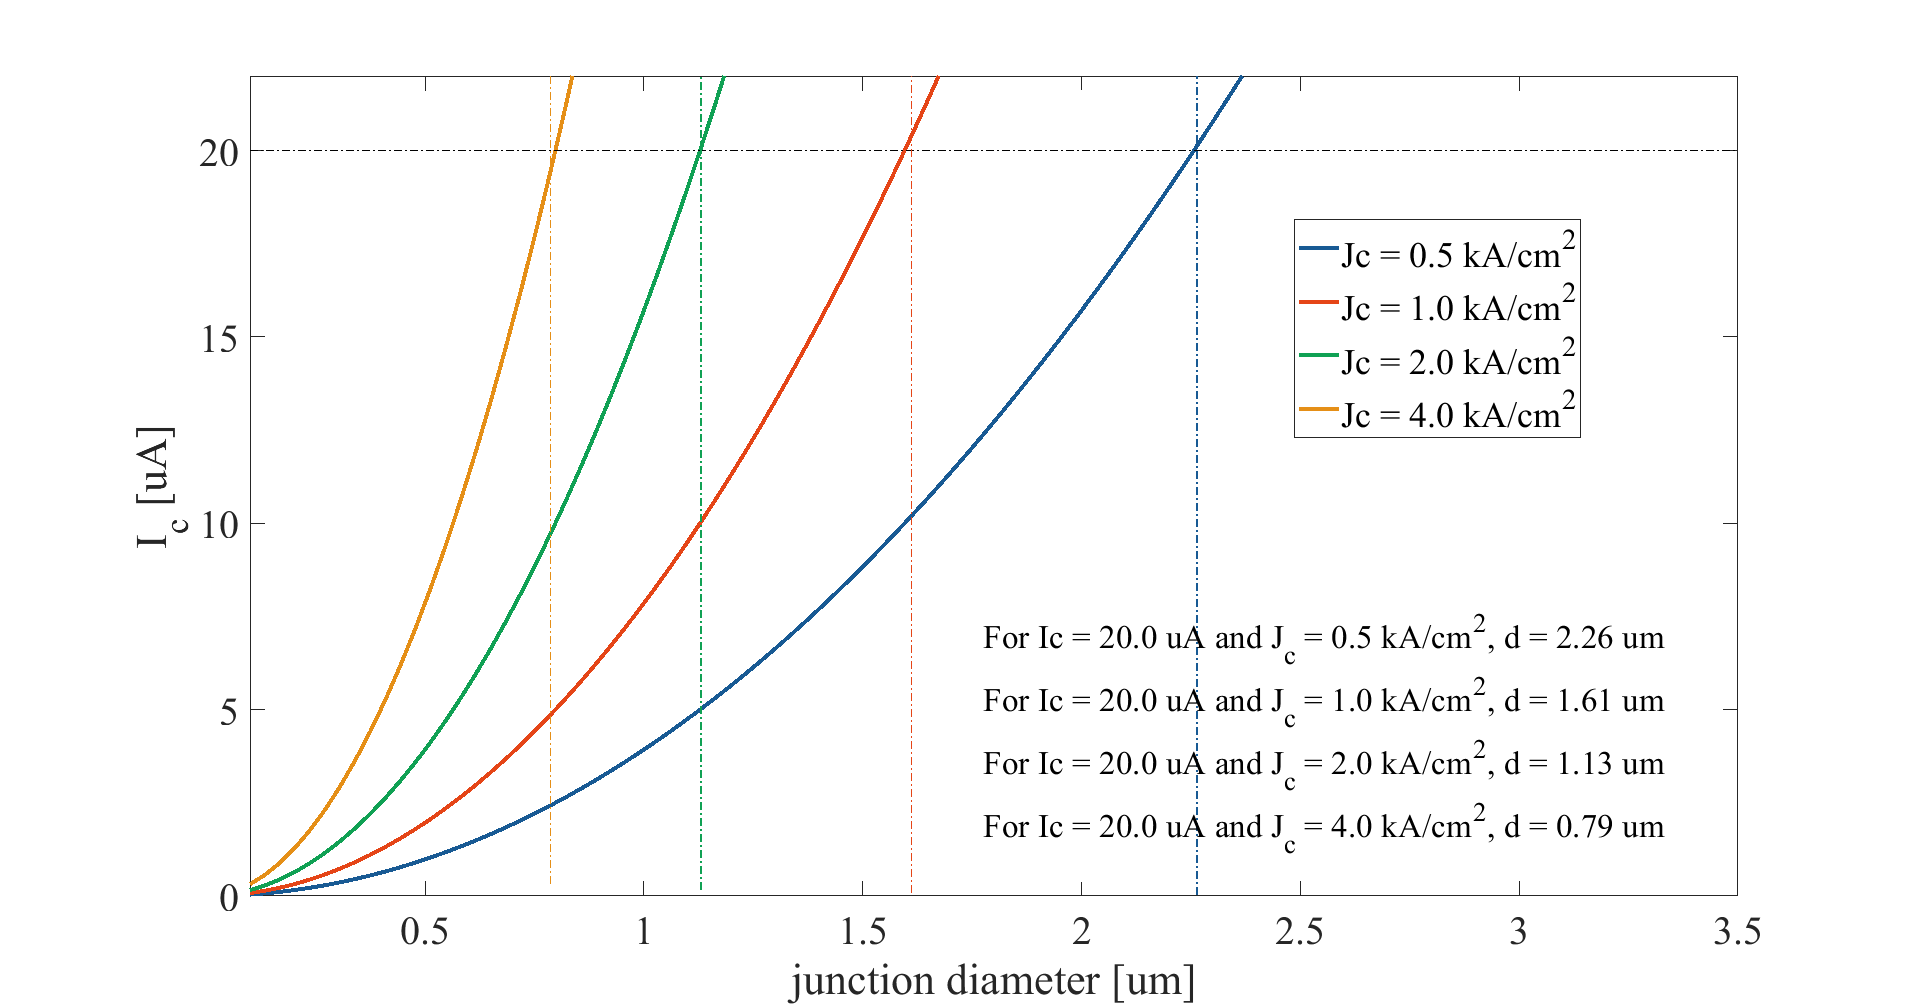 20
15
10
5
0
I_c [uA]
0.5
1
1.5
2
2.5
3
3.5
junction diameter [um]
Jc = 0.5 kA/cm^2
Jc = 1.0 kA/cm^2
Jc = 2.0 kA/cm^2
Jc = 4.0 kA/cm^2
For Ic = 20.0 uA and J_c = 0.5 kA/cm^2, d = 2.26 um
For Ic = 20.0 uA and J_c = 1.0 kA/cm^2, d = 1.61 um
For Ic = 20.0 uA and J_c = 2.0 kA/cm^2, d = 1.13 um
For Ic = 20.0 uA and J_c = 4.0 kA/cm^2, d = 0.79 um